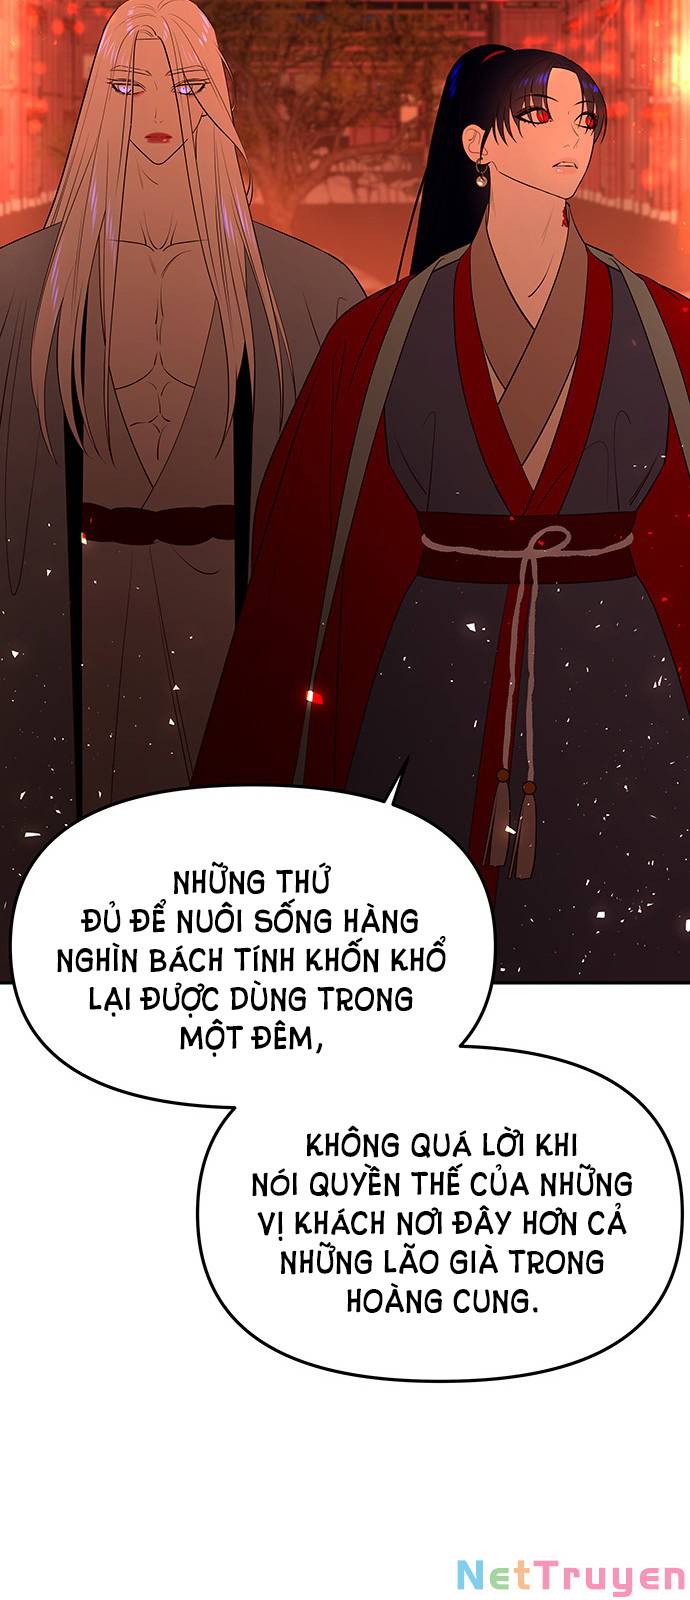 NHỮNG THỨ
ĐỦ ĐỂ NUÔI SỐNG HÀNG
NGHÌN BÁCH TÍNH KHỐN KHỔ
LẠI ĐƯỢC DÙNG TRONG
MỘT ĐÊM,
KHÔNG QUÁ LỜI KHI
NÓI QUYỀN THẾ CỦA NHỮNG
VỊ KHÁCH NƠI ĐÂY HƠN CẢ
NHỮNG LÃO GIÀ TRONG
HOÀNG CUNG.
NetTruyen